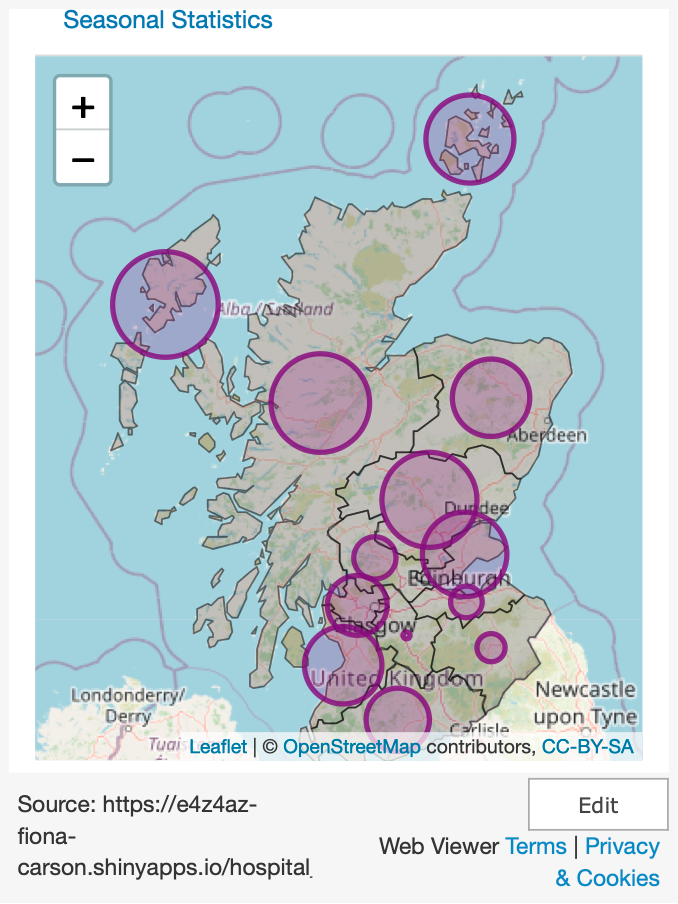 Seasonal Statistics
+
−
Alba / Scotland
Aberdeen
Dundee
Edinburgh
Glasgow
United Kingdom
Londonderry/
Derry
Newcastle
upon Tyne
Carlisle
Leaflet | © OpenStreetMap contributors, CC-BY-SA
Source: https://e4z4az-
fiona-
carson.shinyapps.io/hospital_
Edit
Web Viewer Terms | Privacy
& Cookies